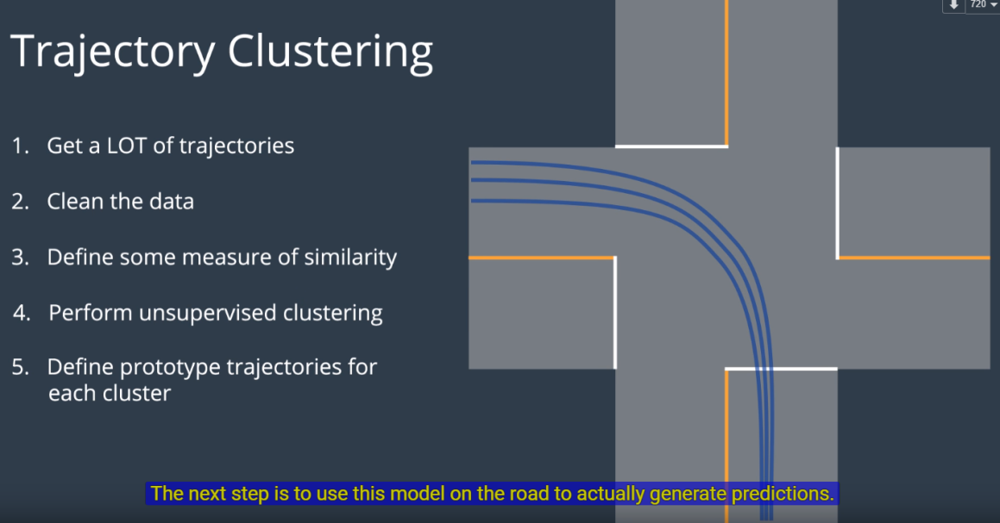 720
Trajectory Clustering
1. Get a LOT of trajectories
2. Clean the data
3. Define some measure of similarity
4. Perform unsupervised clustering
5. Define prototype trajectories for
each cluster
The next step is to use this model on the road to actually generate predictions.